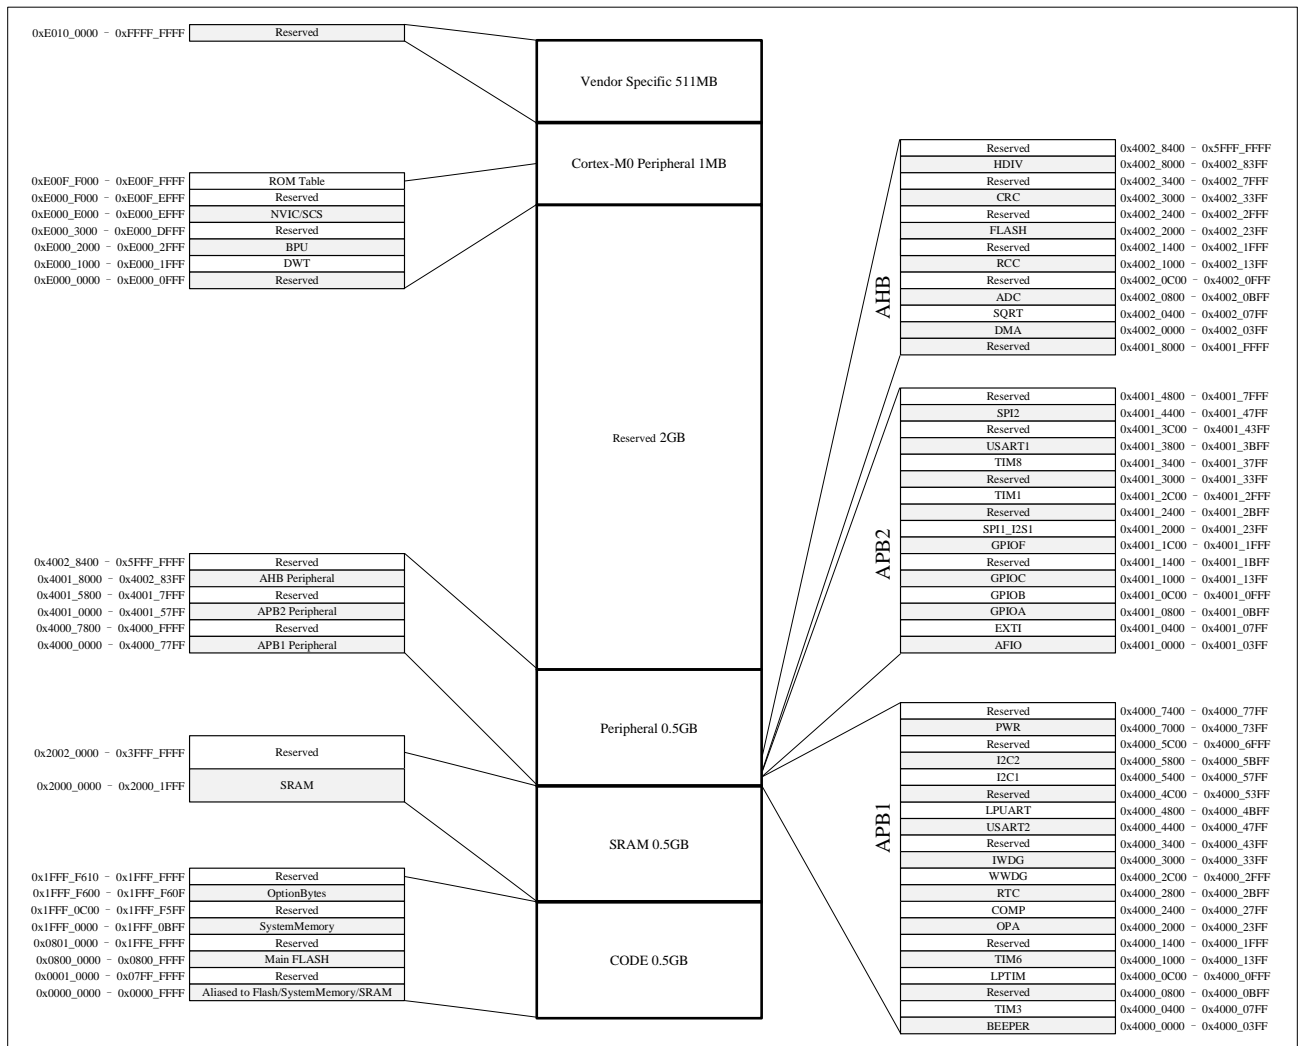 0xE010_0000 - 0xFFFF_FFFF Reserved
0xE00F_F000 - 0xE00F_FFFF ROM Table
0xE000_F000 - 0xE00F_EFFF Reserved
0xE000_E000 - 0xE000_EFFF NVIC/SCS
0xE000_3000 - 0xE000_DFFF Reserved
0xE000_2000 - 0xE000_2FFF BPU
0xE000_1000 - 0xE000_1FFF DWT
0xE000_0000 - 0xE000_0FFF Reserved
0x4002_8400 - 0x5FFF_FFFF Reserved
0x4001_8000 - 0x4002_83FF AHB Peripheral
0x4001_5800 - 0x4001_7FFF Reserved
0x4001_0000 - 0x4001_57FF APB2 Peripheral
0x4000_7800 - 0x4000_FFFF Reserved
0x4000_0000 - 0x4000_77FF APB1 Peripheral
0x2002_0000 - 0x3FFF_FFFF Reserved
0x2000_0000 - 0x2000_1FFF SRAM
0x1FFF_F610 - 0x1FFF_FFFF Reserved
0x1FFF_F600 - 0x1FFF_F60F OptionBytes
0x1FFF_0C00 - 0x1FFF_F5FF Reserved
0x1FFF_0000 - 0x1FFF_0BFF SystemMemory
0x0801_0000 - 0x1FFE_FFFF Reserved
0x0800_0000 - 0x0800_FFFF Main FLASH
0x0001_0000 - 0x07FF_FFFF Reserved
0x0000_0000 - 0x0000_FFFF Aliased to Flash/SystemMemory/SRAM
Vendor Specific 511MB
Cortex-M0 Peripheral 1MB
Reserved 2GB
Peripheral 0.5GB
SRAM 0.5GB
CODE 0.5GB
AHB
Reserved 0x4002_8400 - 0x5FFF_FFFF
HDIV 0x4002_8000 - 0x4002_83FF
Reserved 0x4002_3400 - 0x4002_7FFF
CRC 0x4002_3000 - 0x4002_33FF
Reserved 0x4002_2400 - 0x4002_2FFF
FLASH 0x4002_2000 - 0x4002_23FF
Reserved 0x4002_1400 - 0x4002_1FFF
RCC 0x4002_1000 - 0x4002_13FF
Reserved 0x4002_0C00 - 0x4002_0FFF
ADC 0x4002_0800 - 0x4002_0BFF
SQRT 0x4002_0400 - 0x4002_07FF
DMA 0x4002_0000 - 0x4002_03FF
Reserved 0x4001_8000 - 0x4001_FFFF
APB2
Reserved 0x4001_4800 - 0x4001_7FFF
SPI2 0x4001_4400 - 0x4001_47FF
Reserved 0x4001_3C00 - 0x4001_43FF
USART1 0x4001_3800 - 0x4001_3BFF
TIM8 0x4001_3400 - 0x4001_37FF
Reserved 0x4001_3000 - 0x4001_33FF
TIM1 0x4001_2C00 - 0x4001_2FFF
Reserved 0x4001_2400 - 0x4001_2BFF
SPI1_I2S1 0x4001_2000 - 0x4001_23FF
GPIOF 0x4001_1C00 - 0x4001_1FFF
Reserved 0x4001_1400 - 0x4001_1BFF
GPIOC 0x4001_1000 - 0x4001_13FF
GPIOB 0x4001_0C00 - 0x4001_0FFF
GPIOA 0x4001_0800 - 0x4001_0BFF
EXTI 0x4001_0400 - 0x4001_07FF
AFIO 0x4001_0000 - 0x4001_03FF
APB1
Reserved 0x4000_7400 - 0x4000_77FF
PWR 0x4000_7000 - 0x4000_73FF
Reserved 0x4000_5C00 - 0x4000_6FFF
I2C2 0x4000_5800 - 0x4000_5BFF
I2C1 0x4000_5400 - 0x4000_57FF
Reserved 0x4000_4C00 - 0x4000_53FF
LPUART 0x4000_4800 - 0x4000_4BFF
USART2 0x4000_4400 - 0x4000_47FF
Reserved 0x4000_3400 - 0x4000_43FF
IWDG 0x4000_3000 - 0x4000_33FF
WWDG 0x4000_2C00 - 0x4000_2FFF
RTC 0x4000_2800 - 0x4000_2BFF
COMP 0x4000_2400 - 0x4000_27FF
OPA 0x4000_2000 - 0x4000_23FF
Reserved 0x4000_1400 - 0x4000_1FFF
TIM6 0x4000_1000 - 0x4000_13FF
LPTIM 0x4000_0C00 - 0x4000_0FFF
Reserved 0x4000_0800 - 0x4000_0BFF
TIM3 0x4000_0400 - 0x4000_07FF
BEEPER 0x4000_0000 - 0x4000_03FF